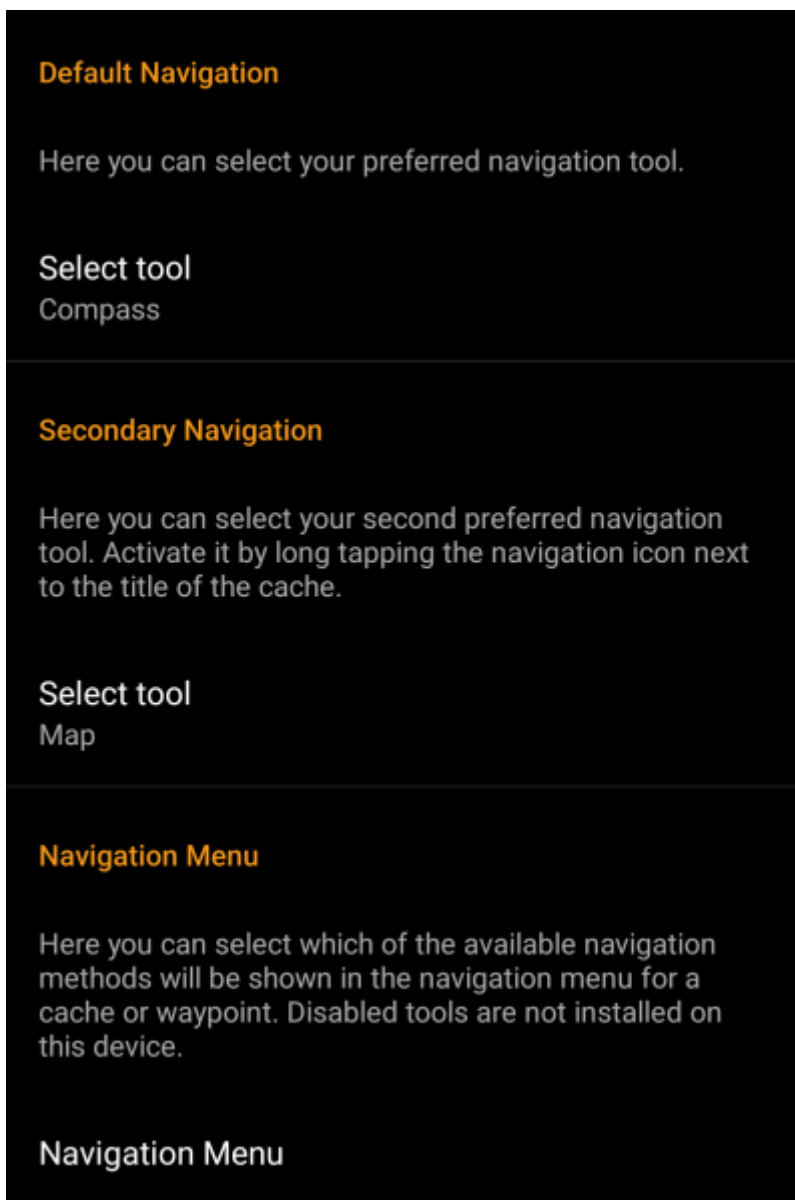 Default Navigation
Here you can select your preferred navigation tool.
Select tool
Compass
Secondary Navigation
Here you can select your second preferred navigation
tool. Activate it by long tapping the navigation icon next
to the title of the cache.
Select tool
Map
Navigation Menu
Here you can select which of the available navigation
methods will be shown in the navigation menu for a
cache or waypoint. Disabled tools are not installed on
this device.
Navigation Menu